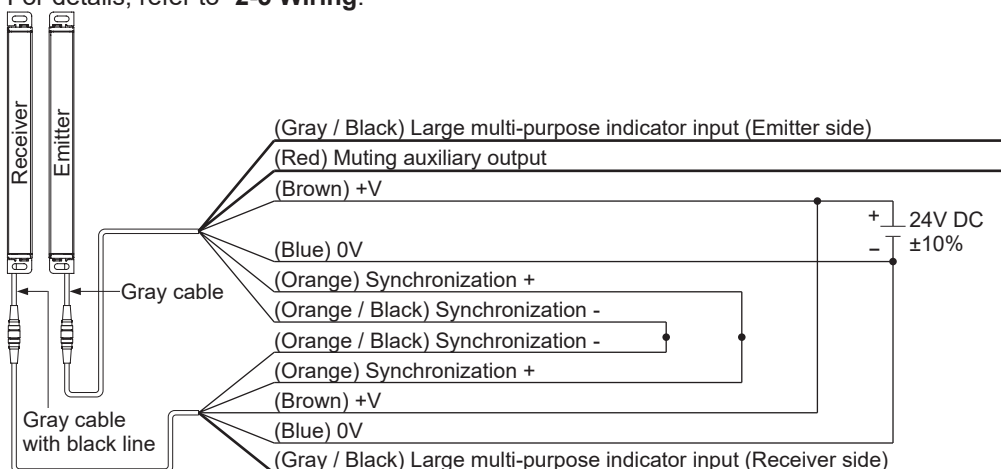 For details, refer to "2-3 Wiring.
Receiver
Emitter
(Gray / Black) Large multi-purpose indicator input (Emitter side)
(Red) Muting auxiliary output
(Brown) +V
+
24V DC
±10%
−
(Blue) 0V
(Orange) Synchronization +
Gray cable
(Orange / Black) Synchronization -
(Orange / Black) Synchronization -
(Orange) Synchronization +
(Brown) +V
Gray cable
with black line
(Blue) 0V
(Gray / Black) Large multi-purpose indicator input (Receiver side)